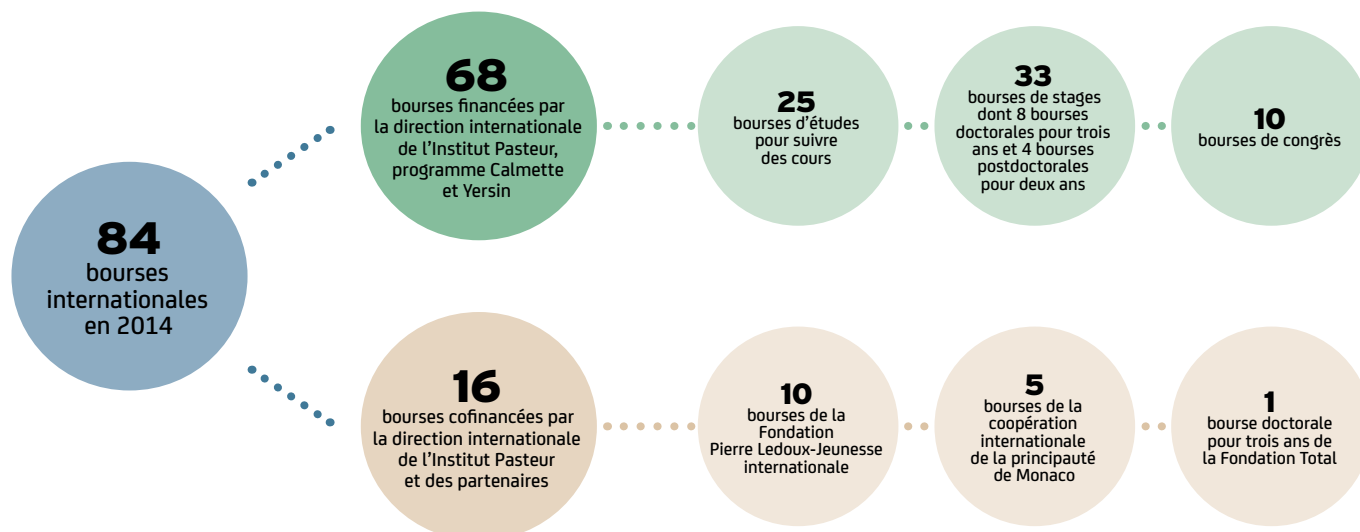 84
bourses
internationales
en 2014
68
bourses financées par
la direction internationale
de l'Institut Pasteur,
programme Calmette
et Yersin
25
bourses d'études
pour suivre
des cours
33
bourses de stages
dont 8 bourses
doctorales pour trois
ans et 4 bourses
postdoctorales
pour deux ans
10
bourses de congrès
16
bourses cofinancées par
la direction internationale
de l'Institut Pasteur
et des partenaires
10
bourses de la
Fondation
Pierre Ledoux-Jeunesse
internationale
5
bourses de la
coopération
internationale
de la principauté
de Monaco
1
bourse doctorale
pour trois ans de
la Fondation Total